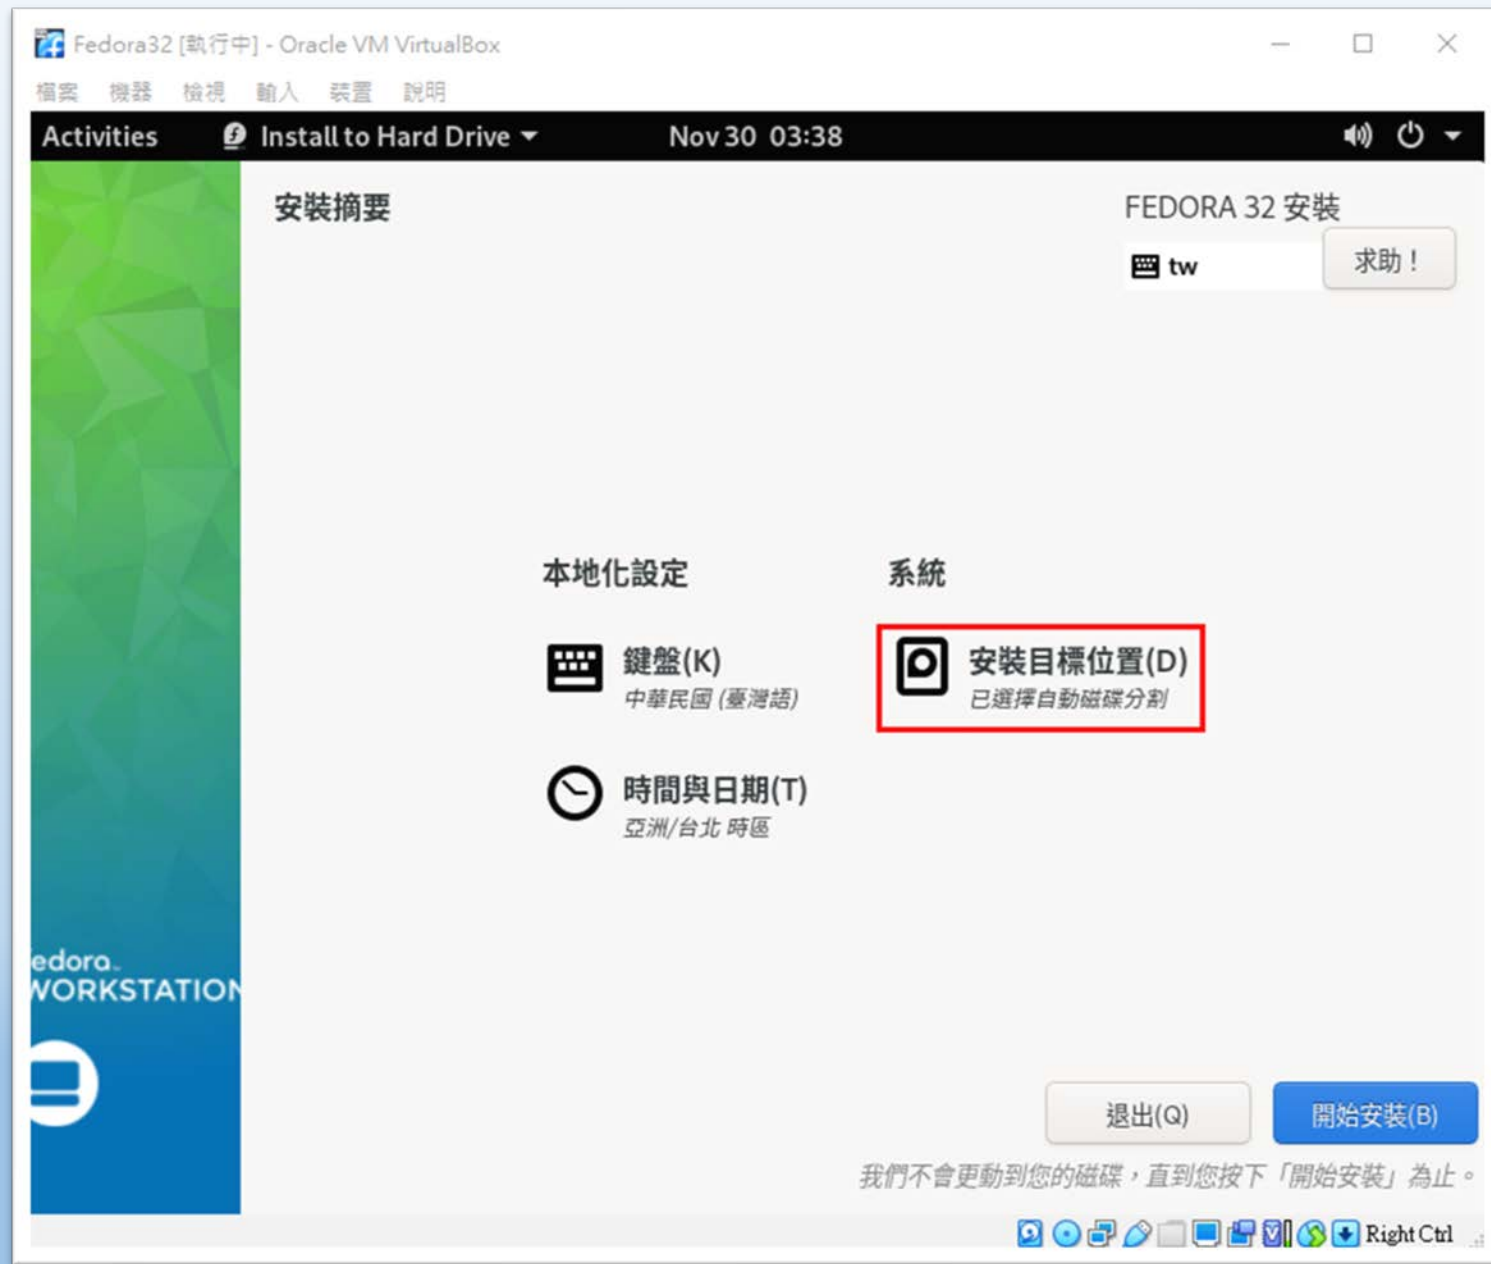 Fedora32 [執行中] - Oracle VM VirtualBox
檔案 機器 檢視 輸入 裝置 說明
Activities Install to Hard Drive Nov 30 03:38
安裝摘要
FEDORA 32 安裝
tw
求助！
本地化設定
系統
鍵盤(K)
中華民國 (臺灣語)
安裝目標位置(D)
已選擇自動磁碟分割
時間與日期(T)
亞洲/台北 時區
edora
WORKSTATION
退出(Q)
開始安裝(B)
我們不會更動到您的磁碟，直到您按下「開始安裝」為止。
Right Ctrl